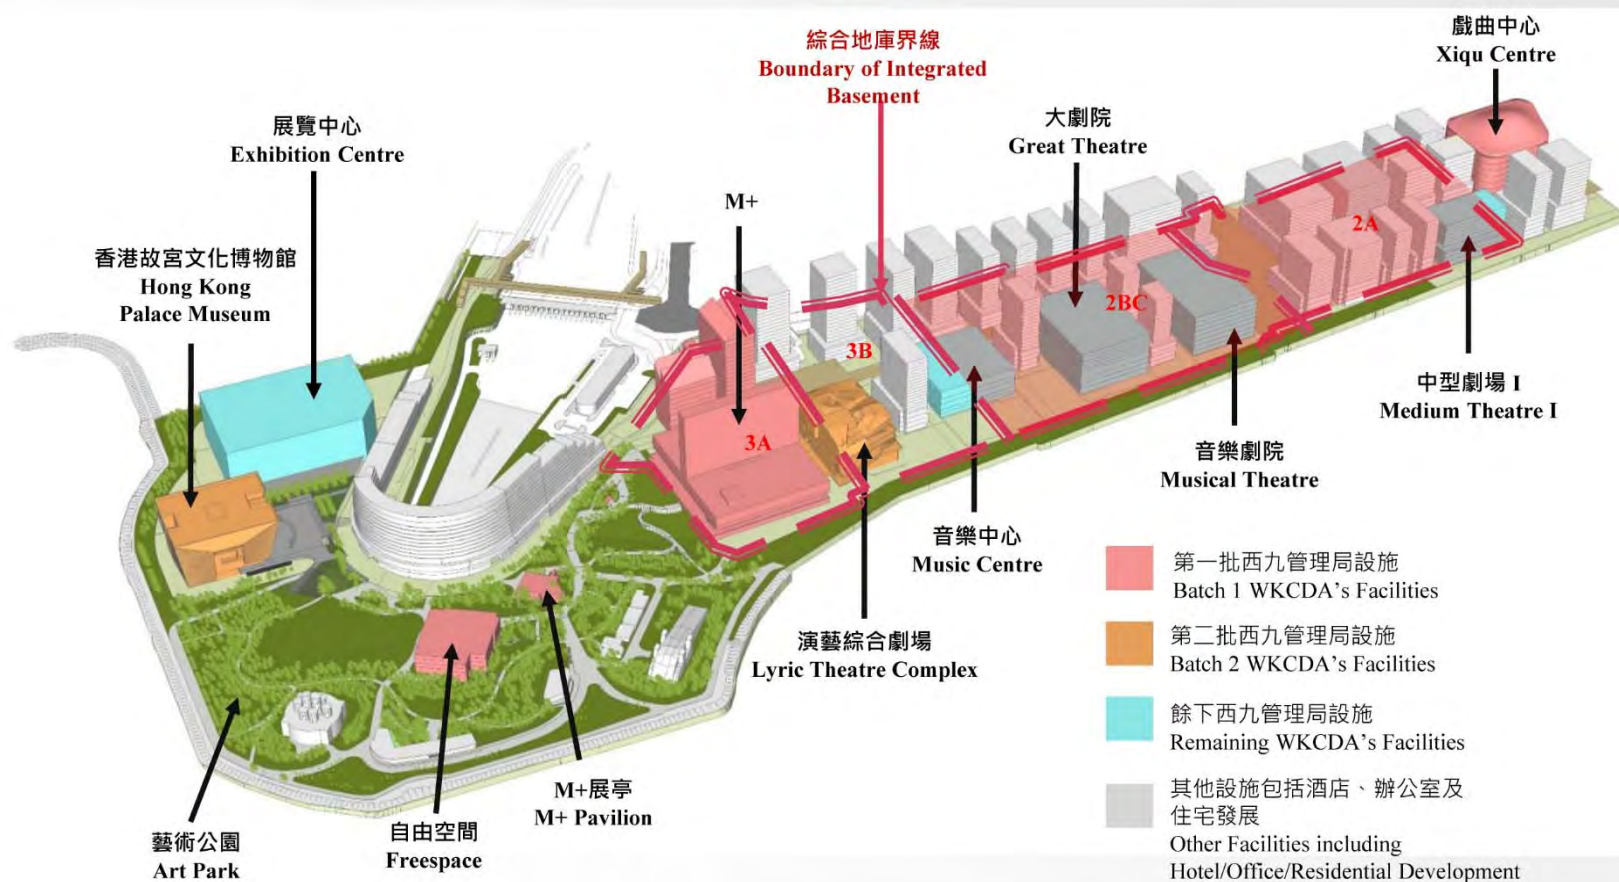 戲曲中心
Xiqu Centre
綜合地庫界線
Boundary of Integrated
Basement
大劇院
Great Theatre
展覽中心
Exhibition Centre
M+
香港故宮文化博物館
Hong Kong
Palace Museum
2A
2BC
3B
3A
中型劇場 I
Medium Theatre I
音樂劇院
Musical Theatre
音樂中心
Music Centre
演藝綜合劇場
Lyric Theatre Complex
M+展亭
M+ Pavilion
自由空間
Freespace
藝術公園
Art Park
第一批西九管理局設施
Batch 1 WKCDA's Facilities
第二批西九管理局設施
Batch 2 WKCDA's Facilities
餘下西九管理局設施
Remaining WKCDA's Facilities
其他設施包括酒店、辦公室及
住宅發展
Other Facilities including
Hotel/Office/Residential Development